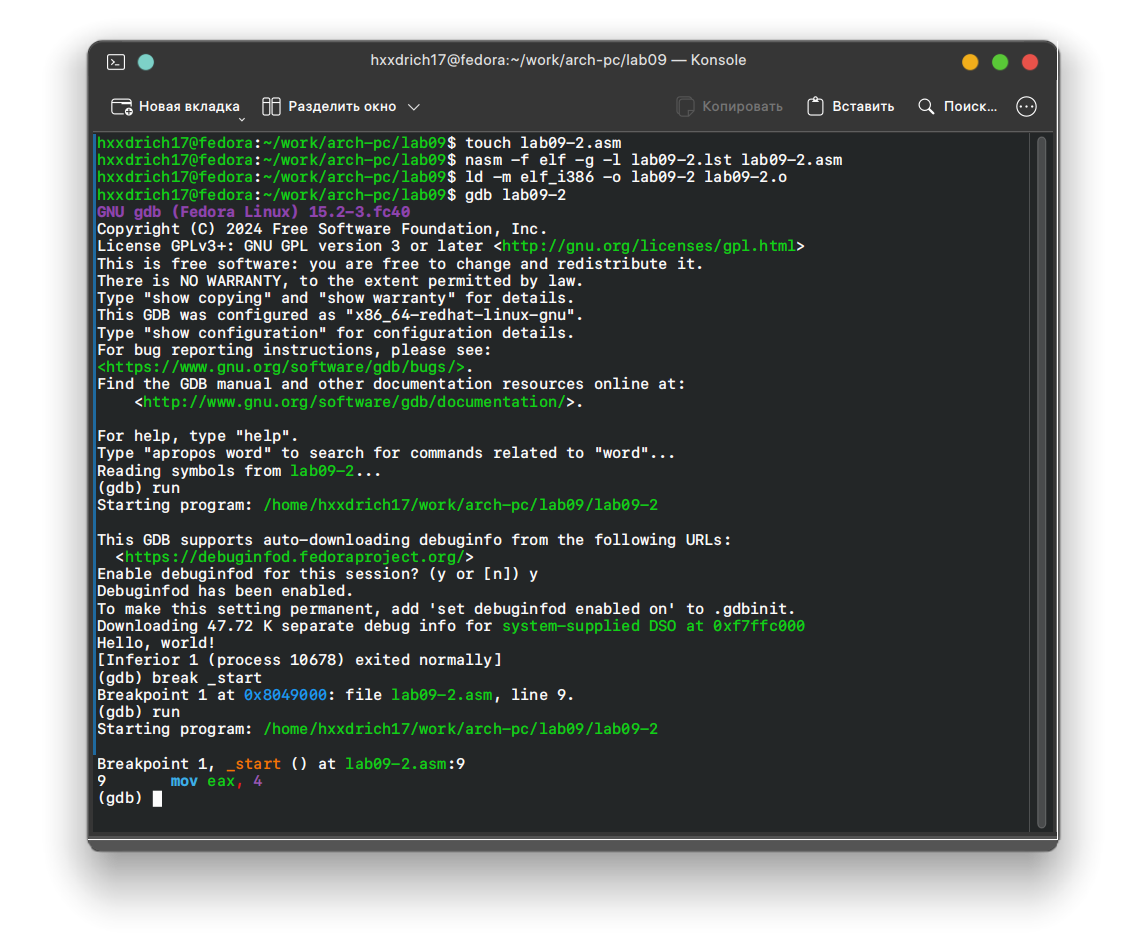 hxxdrich17@fedora:~/work/arch-pc/lab09 — Konsole
Новая вкладка Разделить окно Копировать Вставить Поиск...
hxxdrich17@fedora:~/work/arch-pc/lab09$ touch lab09-2.asm
hxxdrich17@fedora:~/work/arch-pc/lab09$ nasm -f elf -g -l lab09-2.lst lab09-2.asm
hxxdrich17@fedora:~/work/arch-pc/lab09$ ld -m elf_i386 -o lab09-2 lab09-2.o
hxxdrich17@fedora:~/work/arch-pc/lab09$ gdb lab09-2
GNU gdb (Fedora Linux) 15.2-3.fc40
Copyright (C) 2024 Free Software Foundation, Inc.
License GPLv3+: GNU GPL version 3 or later <http://gnu.org/licenses/gpl.html>
This is free software: you are free to change and redistribute it.
There is NO WARRANTY, to the extent permitted by law.
Type "show copying" and "show warranty" for details.
This GDB was configured as "x86_64-redhat-linux-gnu".
Type "show configuration" for configuration details.
For bug reporting instructions, please see:
<https://www.gnu.org/software/gdb/bugs/>.
Find the GDB manual and other documentation resources online at:
    <http://www.gnu.org/software/gdb/documentation/>.

For help, type "help".
Type "apropos word" to search for commands related to "word"...
Reading symbols from lab09-2...
(gdb) run
Starting program: /home/hxxdrich17/work/arch-pc/lab09/lab09-2

This GDB supports auto-downloading debuginfo from the following URLs:
  <https://debuginfod.fedoraproject.org/>
Enable debuginfod for this session? (y or [n]) y
Debuginfod has been enabled.
To make this setting permanent, add 'set debuginfod enabled on' to .gdbinit.
Downloading 47.72 K separate debug info for system-supplied DSO at 0xf7ffc000
Hello, world!
[Inferior 1 (process 10678) exited normally]
(gdb) break _start
Breakpoint 1 at 0x8049000: file lab09-2.asm, line 9.
(gdb) run
Starting program: /home/hxxdrich17/work/arch-pc/lab09/lab09-2

Breakpoint 1, _start () at lab09-2.asm:9
9       mov eax, 4
(gdb)